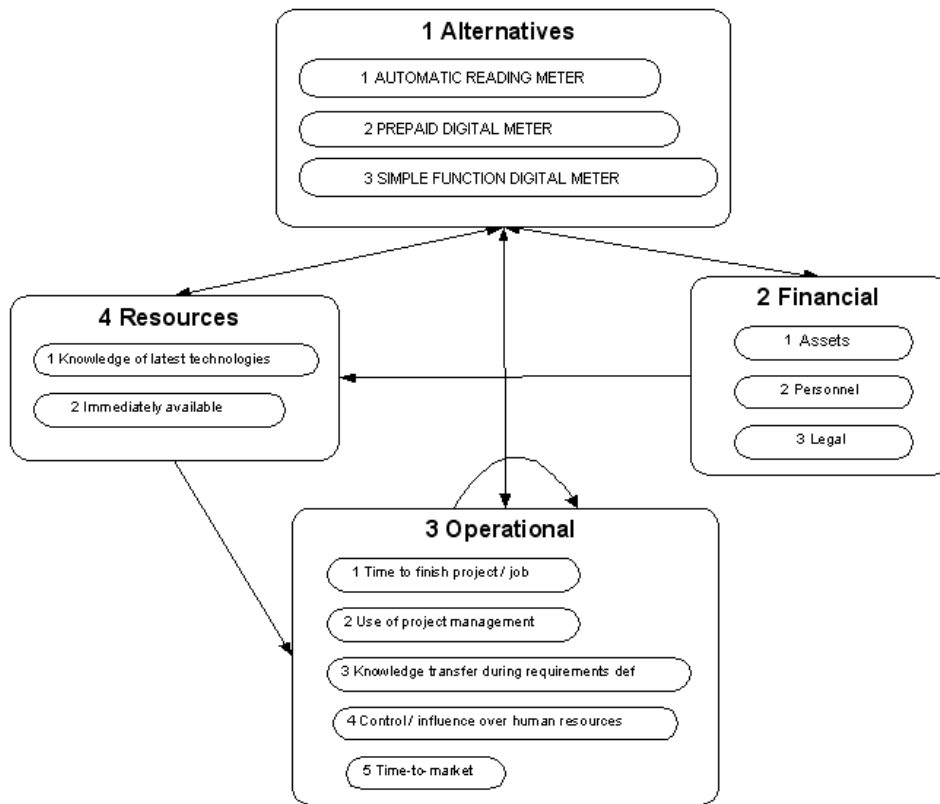 1 Alternatives
1 AUTOMATIC READING METER
2 PREPAID DIGITAL METER
3 SIMPLE FUNCTION DIGITAL METER
4 Resources
1 Knowledge of latest technologies
2 Immediately available
2 Financial
1 Assets
2 Personnel
3 Legal
3 Operational
1 Time to finish project / job
2 Use of project management
3 Knowledge transfer during requirements def
4 Control / influence over human resources
5 Time-to-market